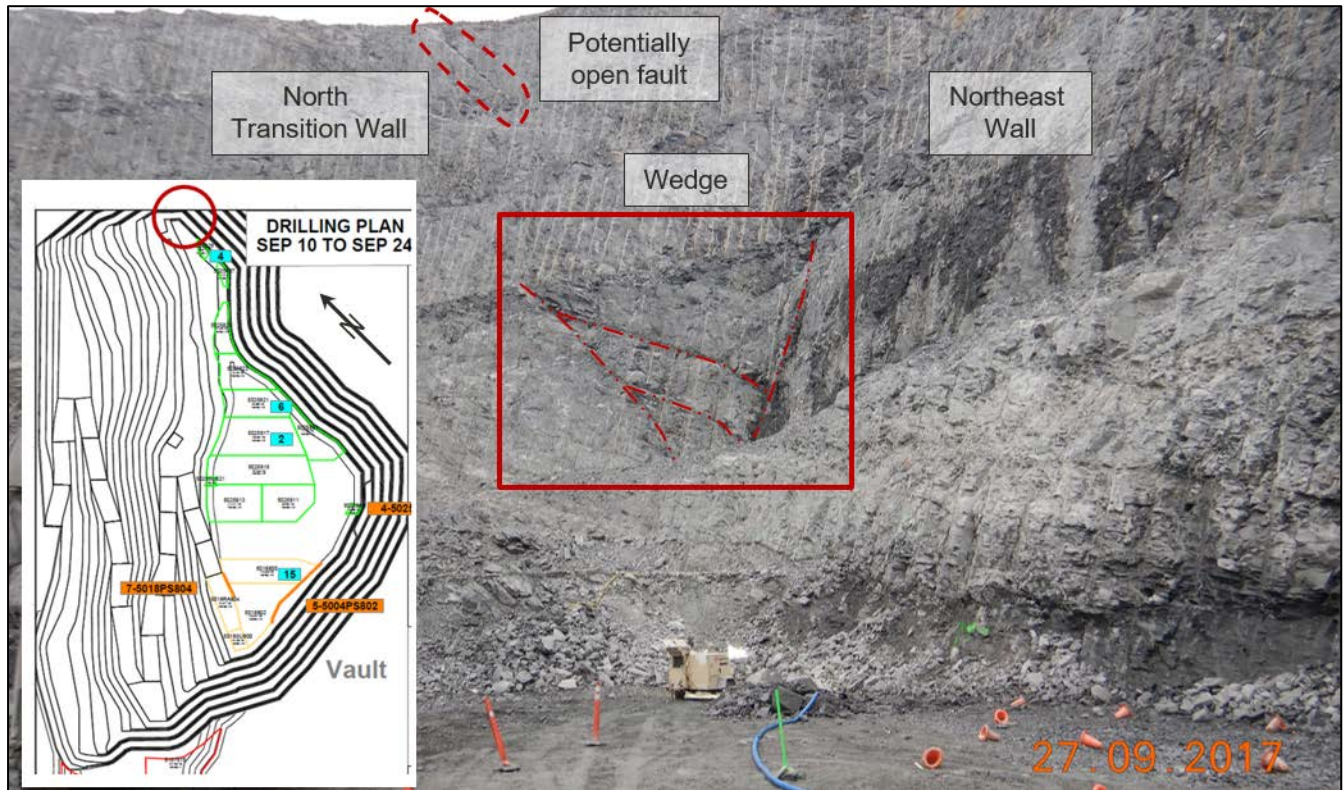 Potentially
open fault
North
Transition Wall
Northeast
Wall
Wedge
DRILLING PLAN
SEP 10 TO SEP 24
4
N
6
2
4-5025
15
7-5018PS804
5-5004PS802
Vault
27.09.2017